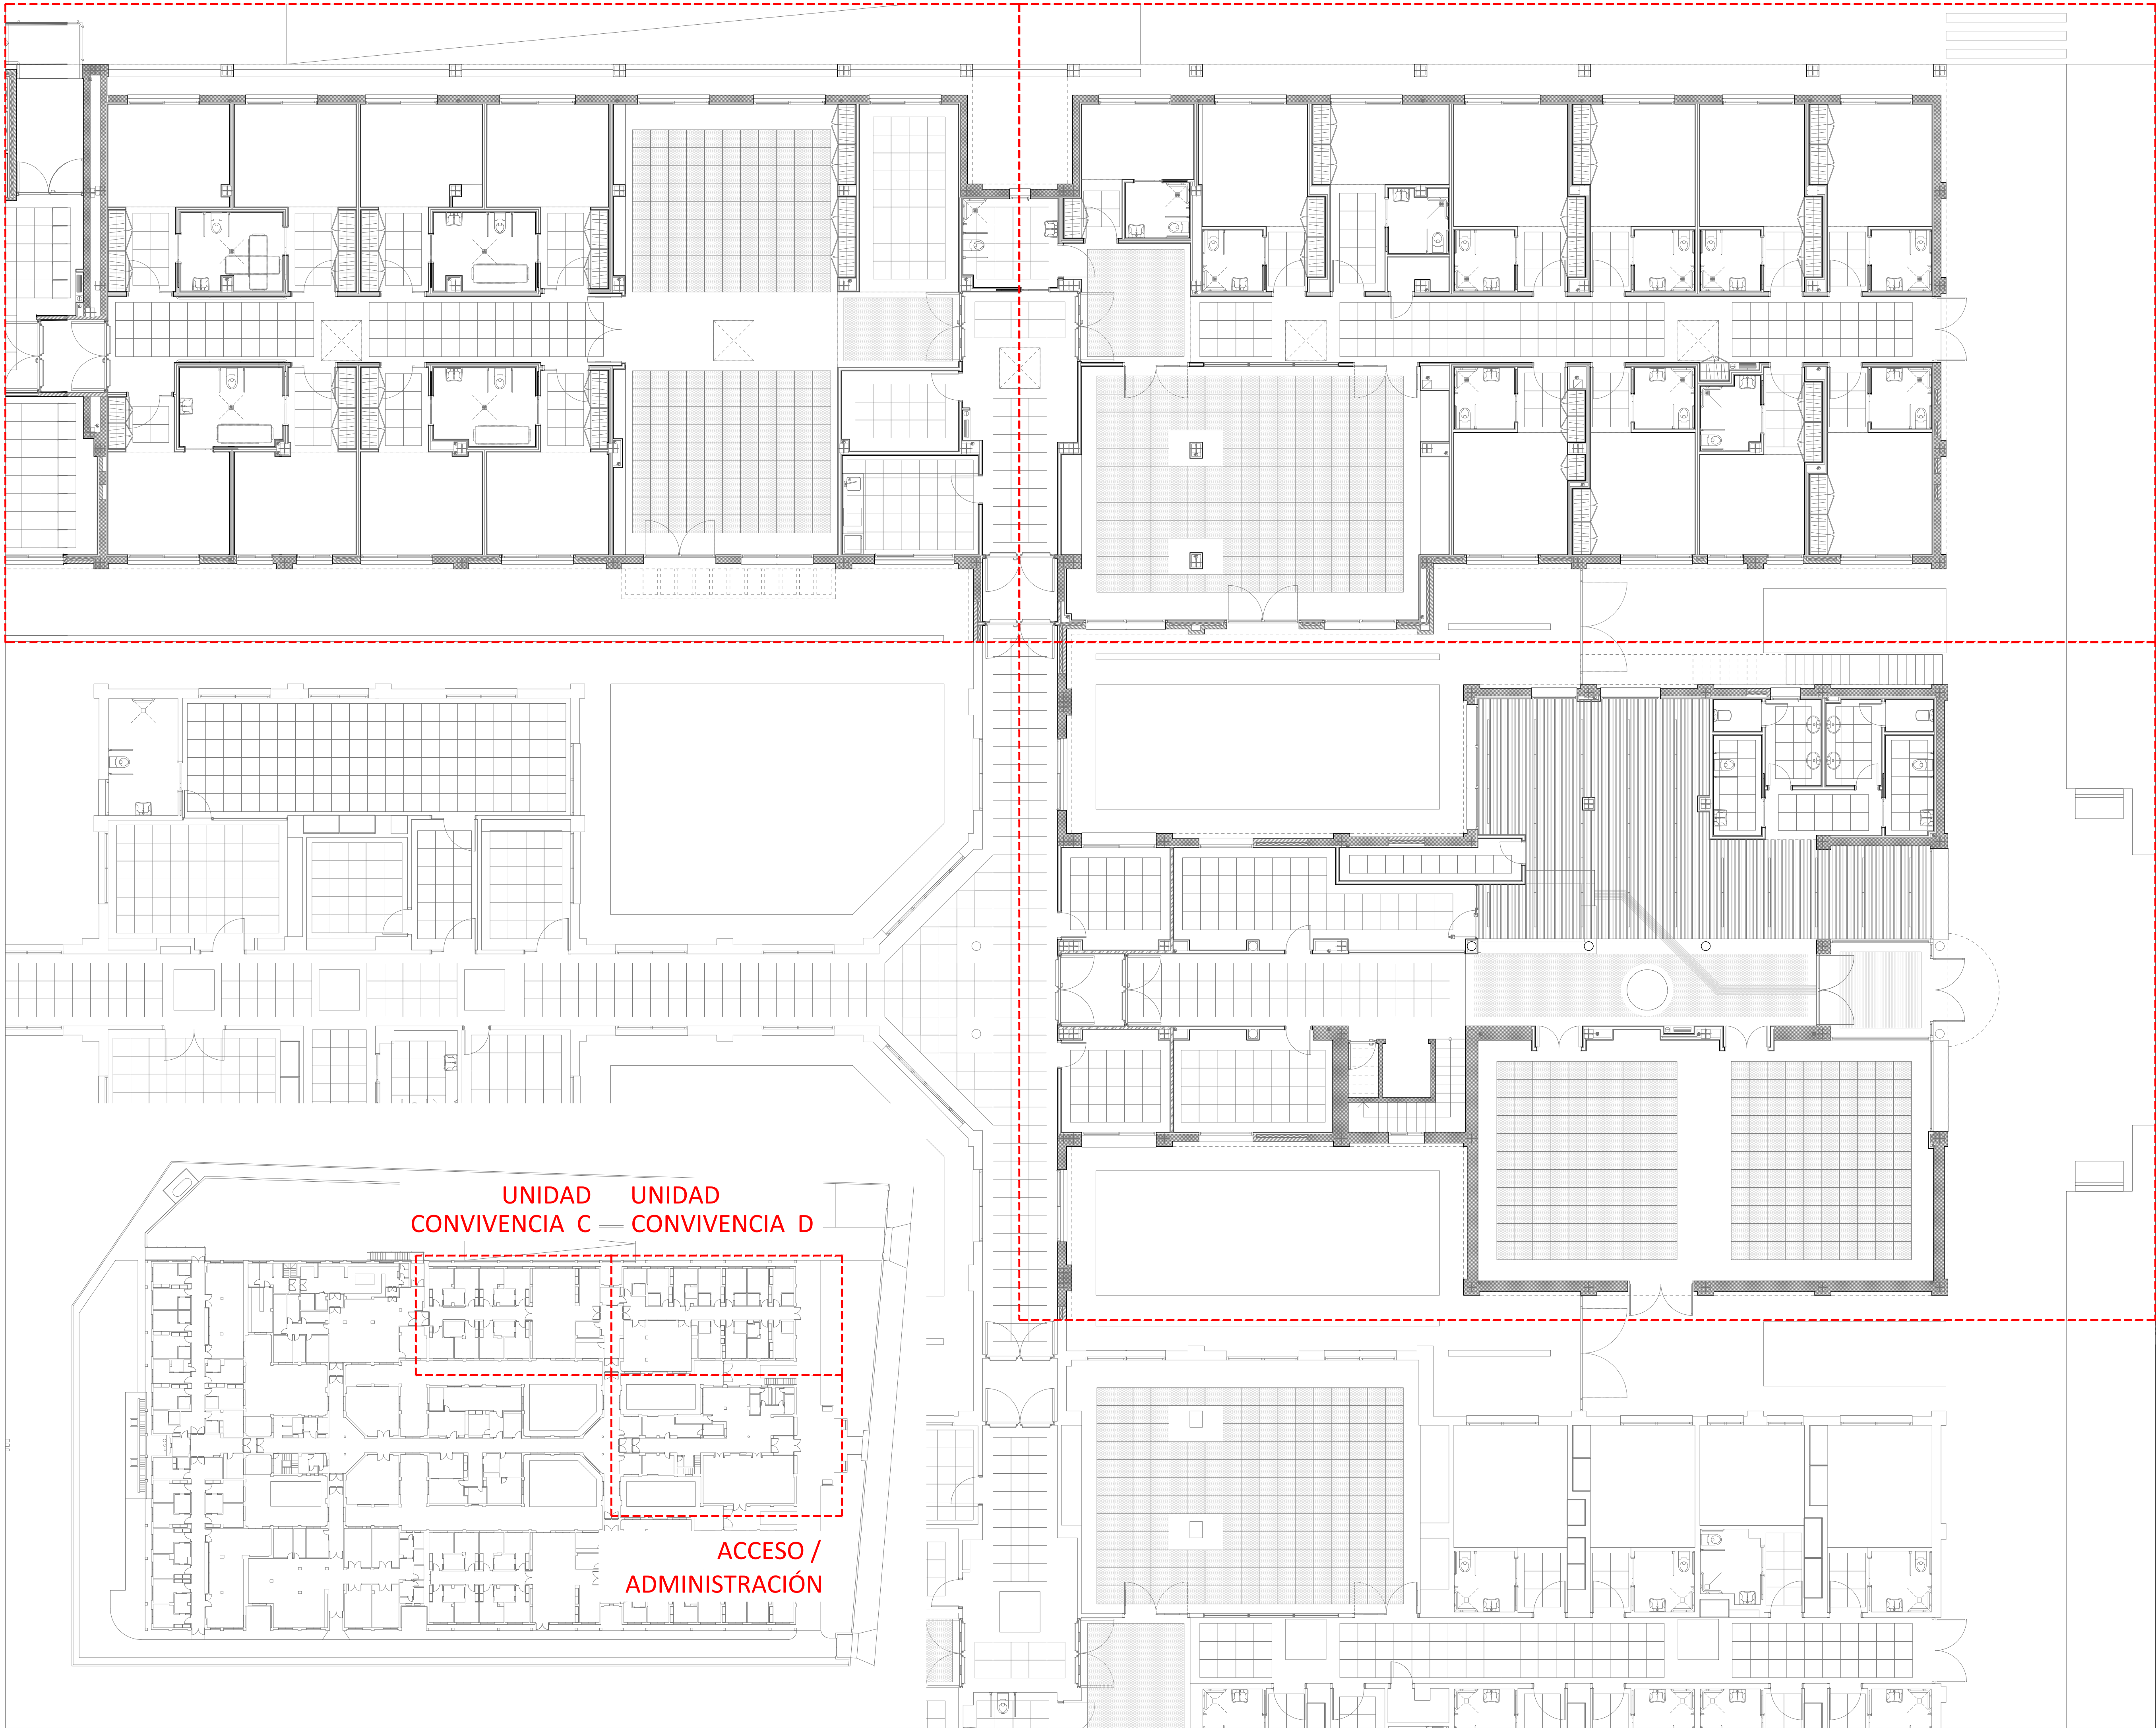 UNIDAD
CONVIVENCIA C
UNIDAD
CONVIVENCIA D
ACCESO /
ADMINISTRACIÓN